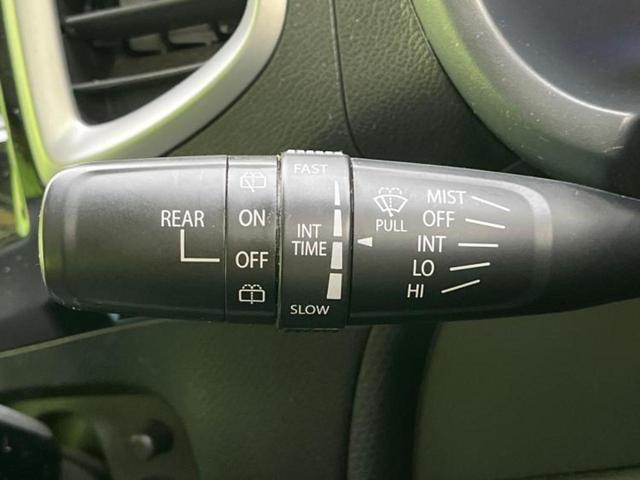 REAR
ON
OFF
FAST
INT
TIME
SLOW
PULL
MIST
OFF
INT
LO
HI